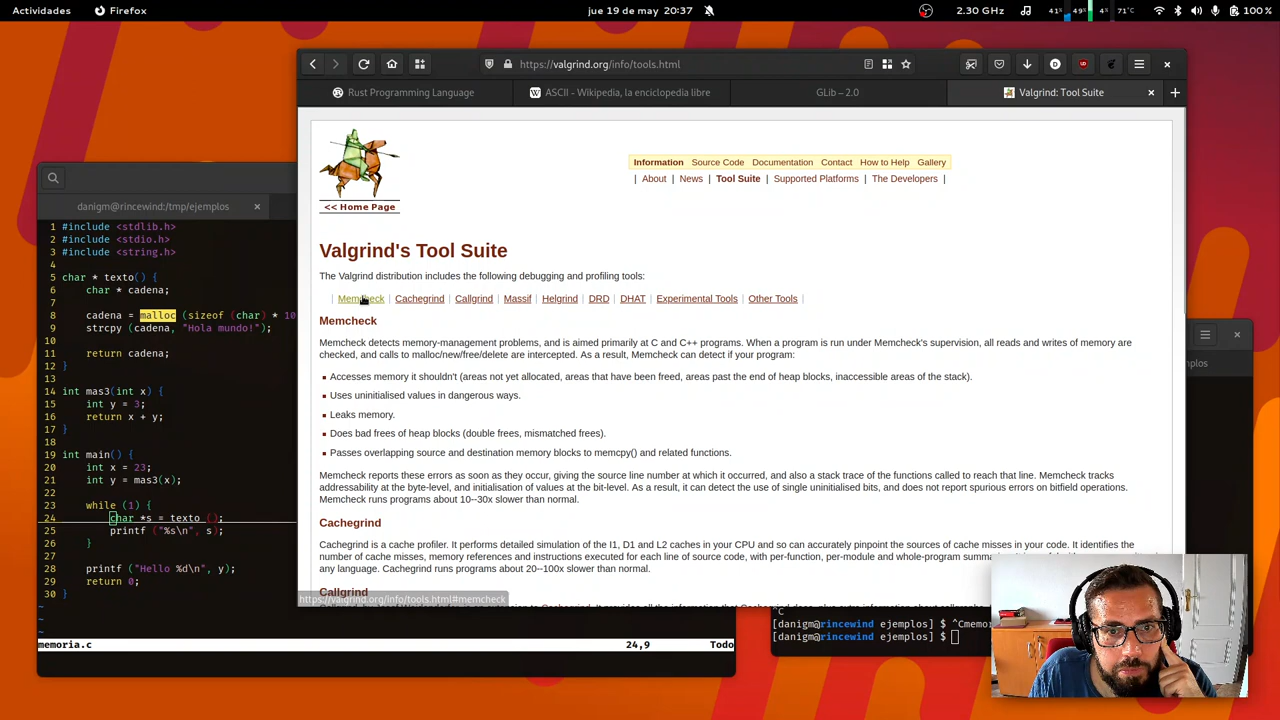 Actividades Firefox jue 19 de may 20:37 2.30 GHz 41% 49% 4% 71°C 100 %
https://valgrind.org/info/tools.html
Rust Programming Language ASCII - Wikipedia, la enciclopedia libre GLib – 2.0 Valgrind: Tool Suite
Information Source Code Documentation Contact How to Help Gallery
| About | News | Tool Suite | Supported Platforms | The Developers |
<< Home Page
Valgrind's Tool Suite
The Valgrind distribution includes the following debugging and profiling tools:
| Memcheck | Cachegrind | Callgrind | Massif | Helgrind | DRD | DHAT | Experimental Tools | Other Tools |
Memcheck
Memcheck detects memory-management problems, and is aimed primarily at C and C++ programs. When a program is run under Memcheck's supervision, all reads and writes of memory are
checked, and calls to malloc/new/free/delete are intercepted. As a result, Memcheck can detect if your program:
Accesses memory it shouldn't (areas not yet allocated, areas that have been freed, areas past the end of heap blocks, inaccessible areas of the stack).
Uses uninitialised values in dangerous ways.
Leaks memory.
Does bad frees of heap blocks (double frees, mismatched frees).
Passes overlapping source and destination memory blocks to memcpy() and related functions.
Memcheck reports these errors as soon as they occur, giving the source line number at which it occurred, and also a stack trace of the functions called to reach that line. Memcheck tracks
addressability at the byte-level, and initialisation of values at the bit-level. As a result, it can detect the use of single uninitialised bits, and does not report spurious errors on bitfield operations.
Memcheck runs programs about 10--30x slower than normal.
Cachegrind
Cachegrind is a cache profiler. It performs detailed simulation of the I1, D1 and L2 caches in your CPU and so can accurately pinpoint the sources of cache misses in your code. It identifies the
number of cache misses, memory references and instructions executed for each line of source code, with per-function, per-module and whole-program
any language. Cachegrind runs programs about 20--100x slower than normal.
Callgrind
https://valgrind.org/info/tools.html#memcheck
danigm@rincewind:/tmp/ejemplos
1 #include <stdlib.h>
2 #include <stdio.h>
3 #include <string.h>
4
5 char * texto() {
6 char * cadena;
7
8 cadena = malloc (sizeof (char) * 10
9 strcpy (cadena, "Hola mundo!");
10
11 return cadena;
12 }
13
14 int mas3(int x) {
15 int y = 3;
16 return x + y;
17 }
18
19 int main() {
20 int x = 23;
21 int y = mas3(x);
22
23 while (1) {
24 char *s = texto ();
25 printf ("%s\n", s);
26 }
27
28 printf ("Hello %d\n", y);
29 return 0;
30 }
~
~
memoria.c 24,9 Todo
plos
^C
[danigm@rincewind ejemplos] $ ^Cmemor
[danigm@rincewind ejemplos] $